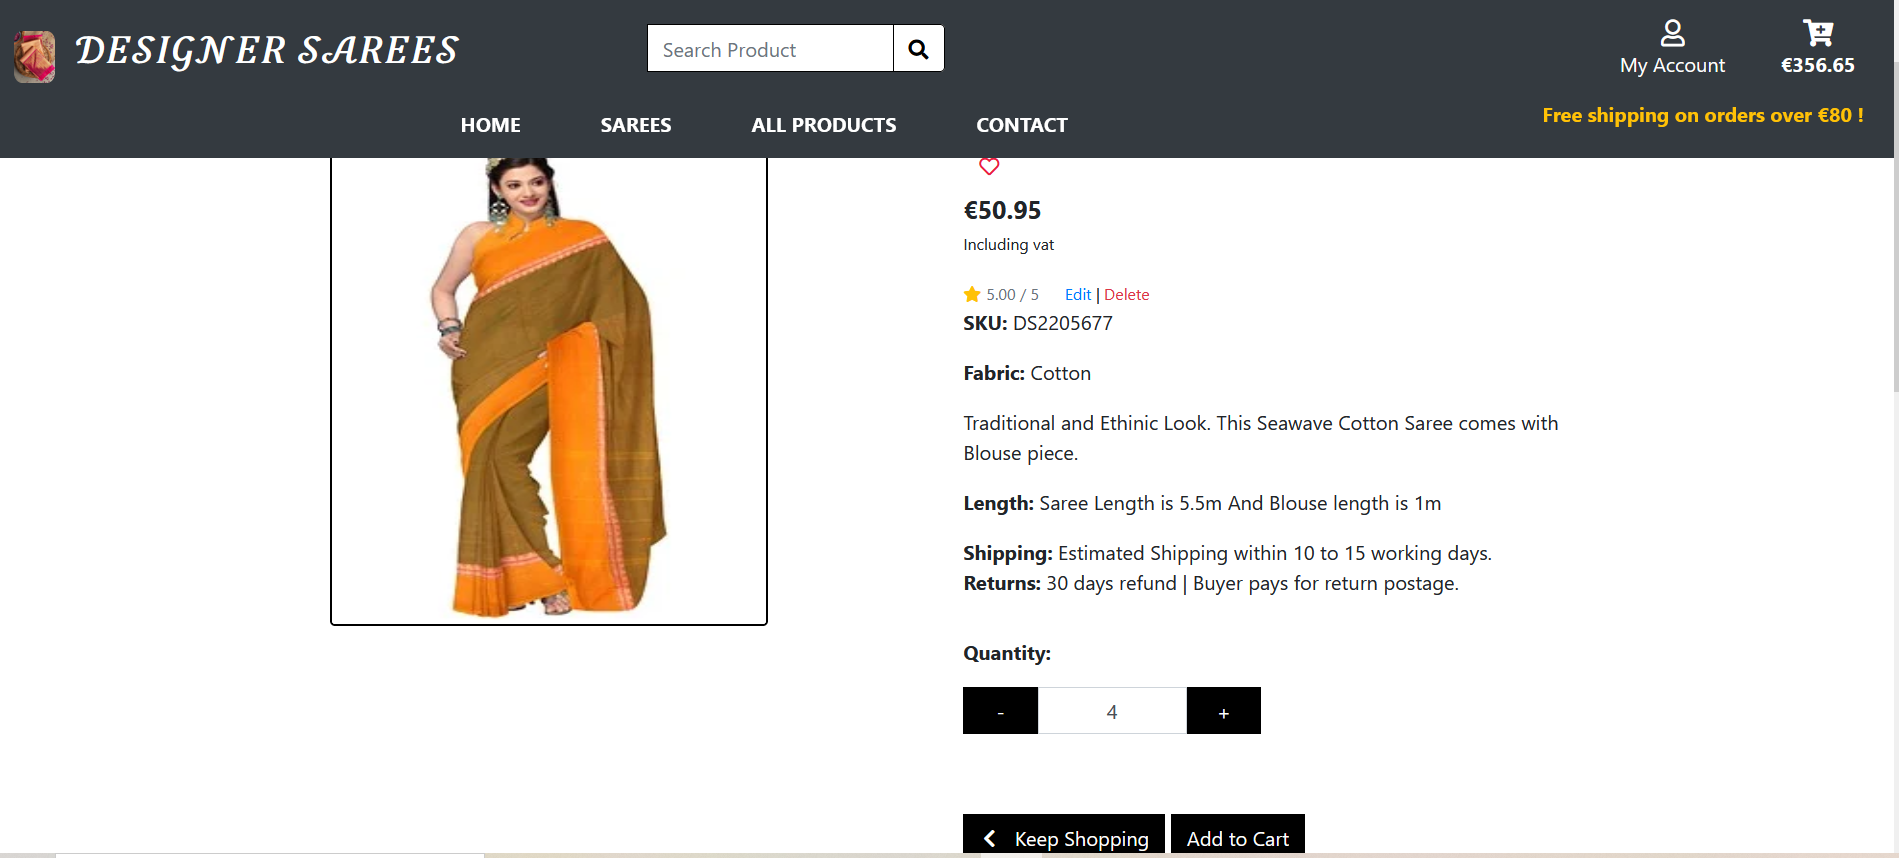 DESIGNER SAREES
Search Product
My Account
€356.65
HOME
SAREES
ALL PRODUCTS
CONTACT
Free shipping on orders over €80 !
€50.95
Including vat
5.00 / 5 Edit | Delete
SKU: DS2205677
Fabric: Cotton
Traditional and Ethinic Look. This Seawave Cotton Saree comes with
Blouse piece.
Length: Saree Length is 5.5m And Blouse length is 1m
Shipping: Estimated Shipping within 10 to 15 working days.
Returns: 30 days refund | Buyer pays for return postage.
Quantity:
- 4 +
Keep Shopping
Add to Cart